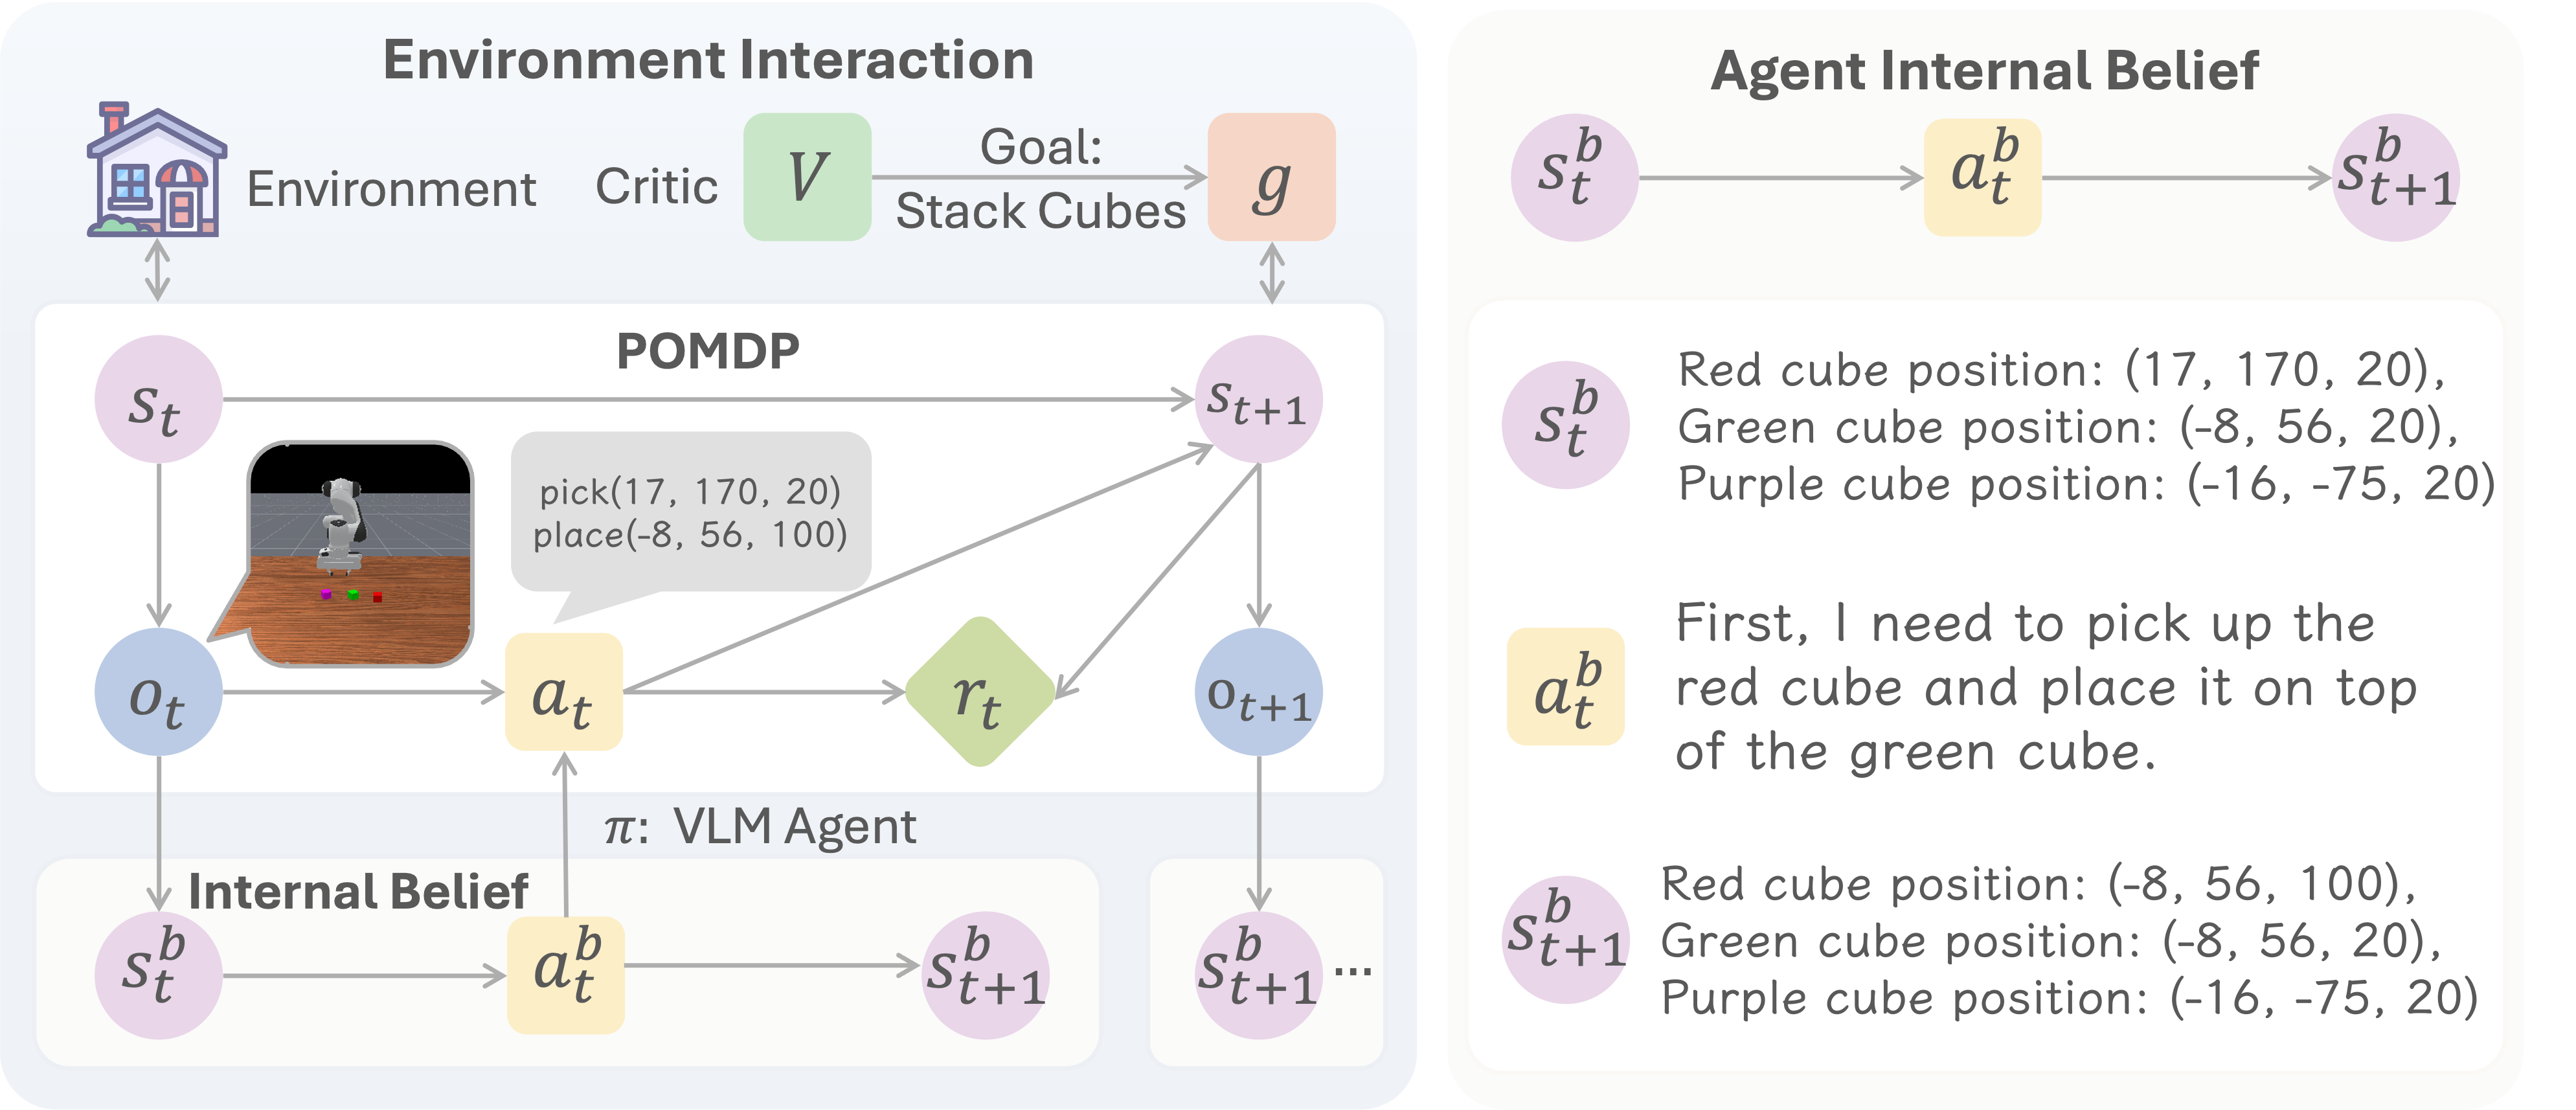 Environment Interaction
Environment
Critic
V
Goal:
Stack Cubes
g
POMDP
s_t
s_{t+1}
pick(17, 170, 20)
place(-8, 56, 100)
o_t
a_t
r_t
o_{t+1}
π: VLM Agent
Internal Belief
s_t^b
a_t^b
s_{t+1}^b
s_{t+1}^b ...
Agent Internal Belief
s_t^b
a_t^b
s_{t+1}^b
s_t^b
Red cube position: (17, 170, 20),
Green cube position: (-8, 56, 20),
Purple cube position: (-16, -75, 20)
a_t^b
First, I need to pick up the
red cube and place it on top
of the green cube.
s_{t+1}^b
Red cube position: (-8, 56, 100),
Green cube position: (-8, 56, 20),
Purple cube position: (-16, -75, 20)